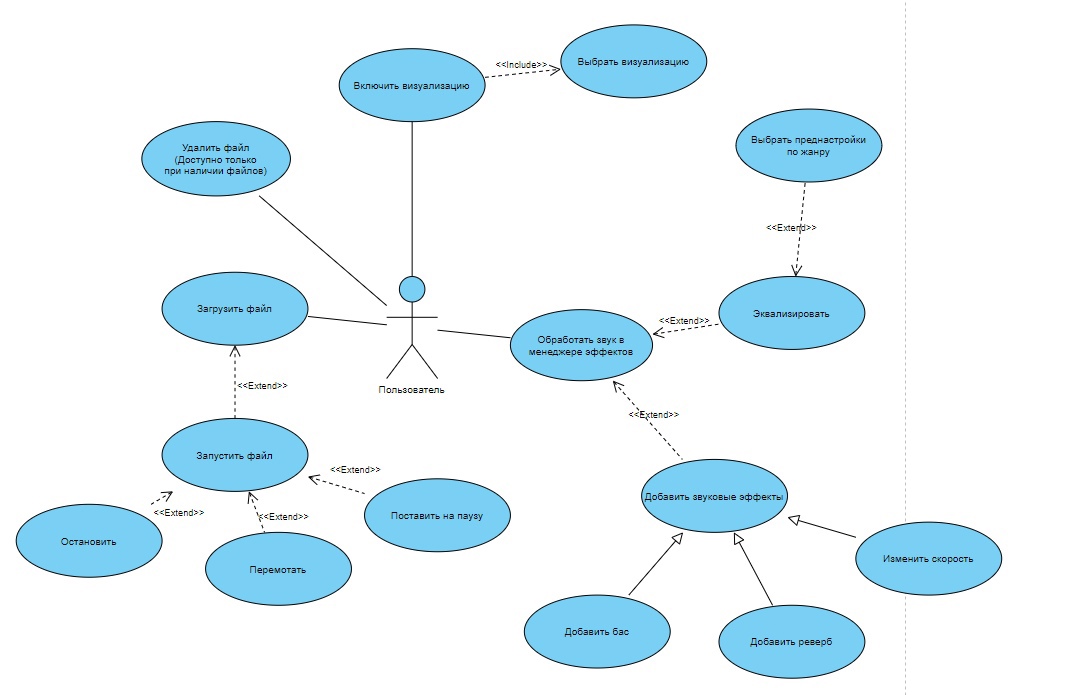 <<Include>>
Выбрать визуализацию
Включить визуализацию
Выбрать преднастройки
по жанру
Удалить файл
(Доступно только
при наличии файлов)
<<Extend>>
Загрузить файл
Эквализировать
<<Extend>>
Обработать звук в
менеджере эффектов
Пользователь
<<Extend>>
<<Extend>>
Запустить файл
<<Extend>>
Добавить звуковые эффекты
<<Extend>>
<<Extend>>
Поставить на паузу
Остановить
Перемотать
Изменить скорость
Добавить бас
Добавить реверб